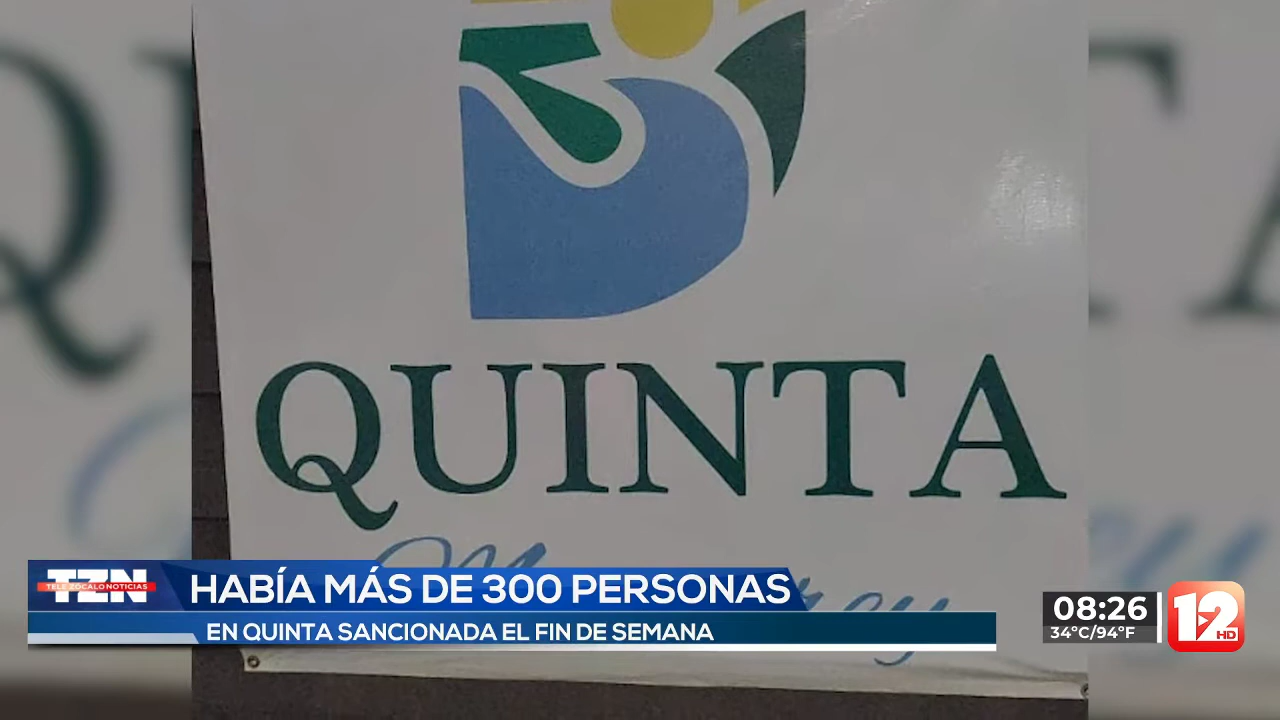 QUINTA
TZN
TELE ZOCALO NOTICIAS
HABÍA MÁS DE 300 PERSONAS
EN QUINTA SANCIONADA EL FIN DE SEMANA
08:26
34°C/94°F
12
HD